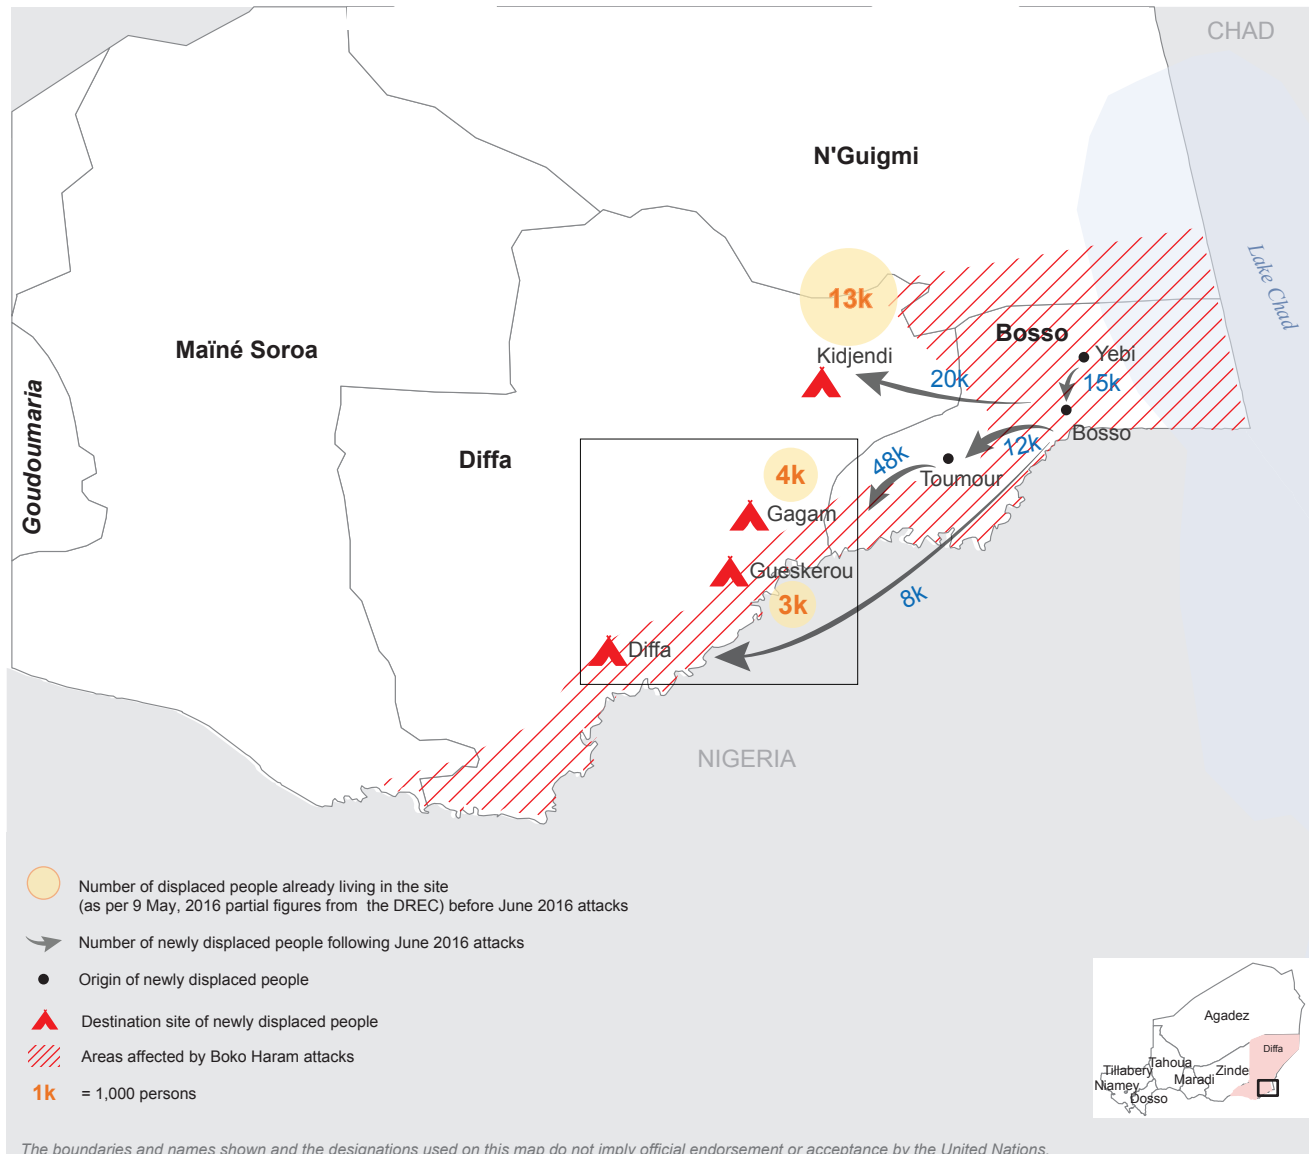 CHAD
N'Guigmi
Lake Chad
13k
Bosso
Maïné Soroa
Kidjendi
Yebi
20k
15k
Goudoumaria
Bosso
12k
Diffa
48k
4k
Toumour
Gagam
Gueskerou
8k
3k
Diffa
NIGERIA
Number of displaced people already living in the site
(as per 9 May, 2016 partial figures from the DREC) before June 2016 attacks
Number of newly displaced people following June 2016 attacks
Origin of newly displaced people
Destination site of newly displaced people
Areas affected by Boko Haram attacks
1k = 1,000 persons
Agadez
Diffa
Tahoua
Tillabery
Zinde
Maradi
Niamey
Dosso
The boundaries and names shown and the designations used on this map do not imply official endorsement or acceptance by the United Nations.